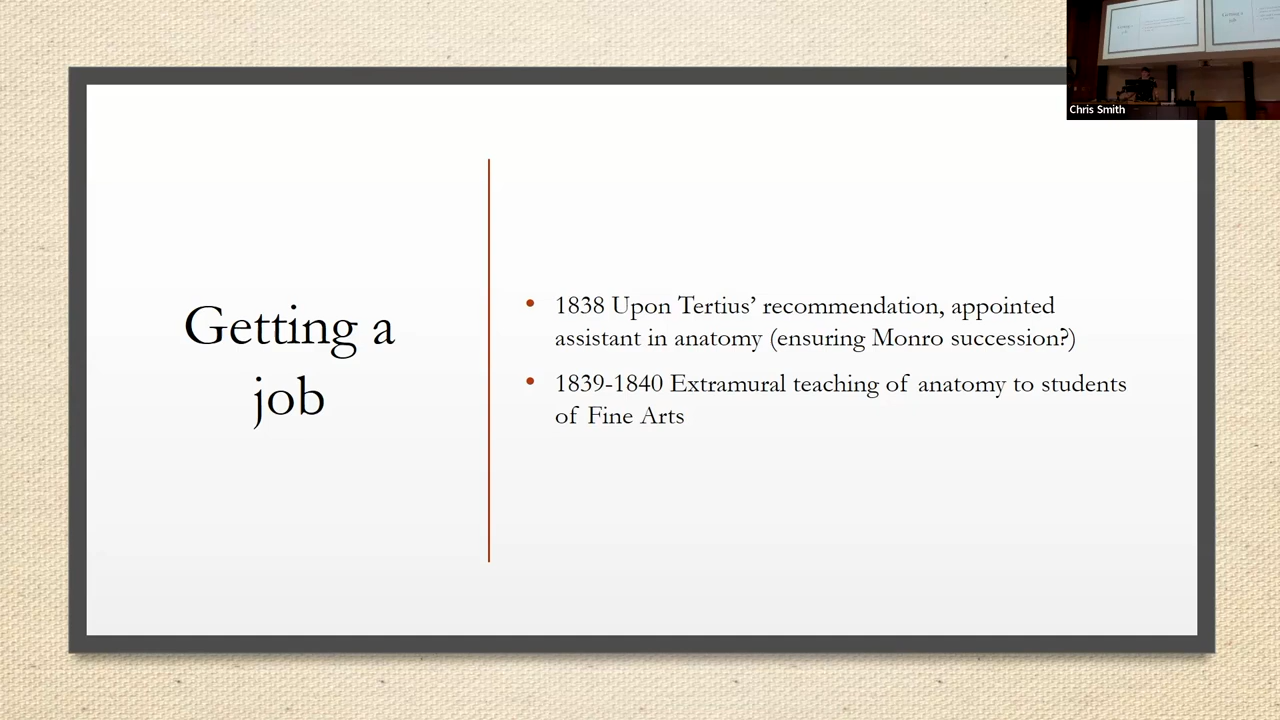 Getting a
job
1838 Upon Tertius’ recommendation, appointed
assistant in anatomy (ensuring Monro succession?)
1839-1840 Extramural teaching of anatomy to students
of Fine Arts
Chris Smith